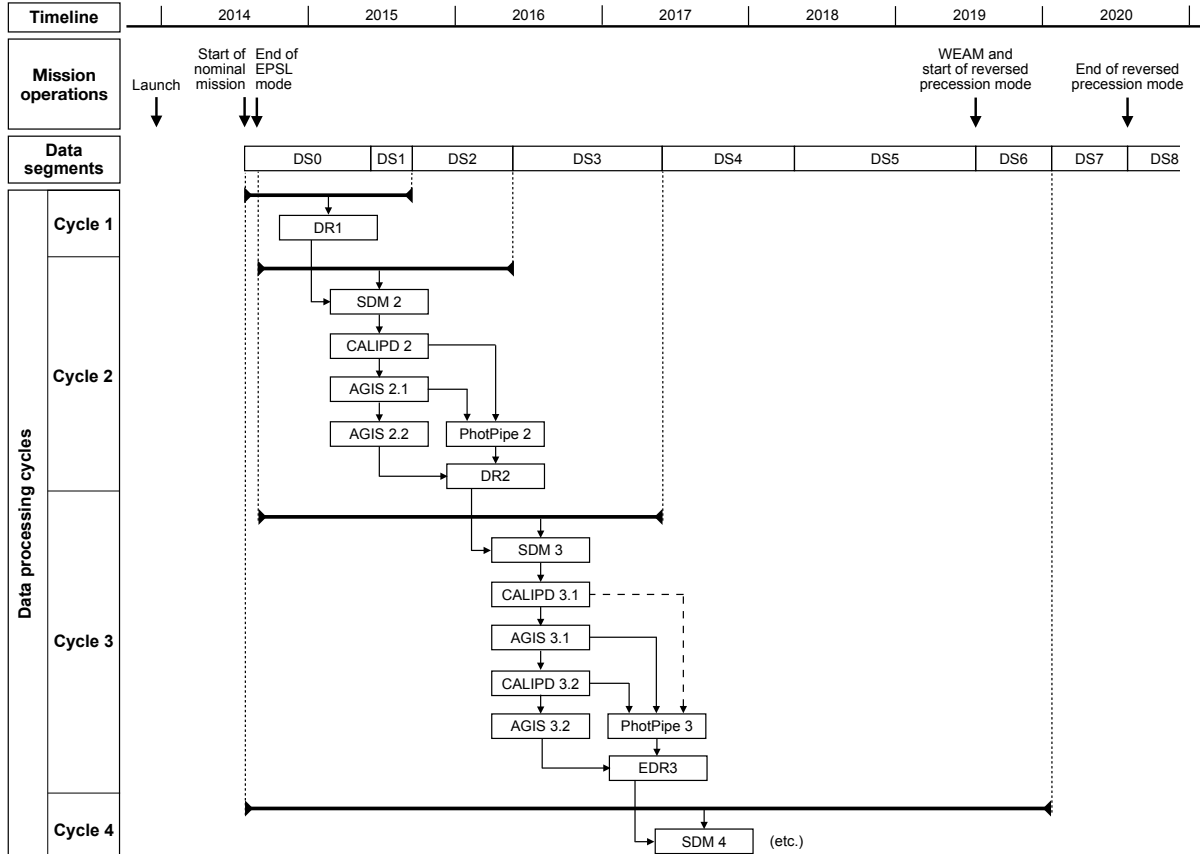 Timeline
2014
2015
2016
2017
2018
2019
2020
Mission
operations
Launch
Start of
nominal
mission
End of
EPSL
mode
WEAM and
start of reversed
precession mode
End of reversed
precession mode
Data
segments
DS0
DS1
DS2
DS3
DS4
DS5
DS6
DS7
DS8
Data processing cycles
Cycle 1
DR1
Cycle 2
SDM 2
CALIPD 2
AGIS 2.1
AGIS 2.2
PhotPipe 2
DR2
Cycle 3
SDM 3
CALIPD 3.1
AGIS 3.1
CALIPD 3.2
AGIS 3.2
PhotPipe 3
EDR3
Cycle 4
SDM 4
(etc.)